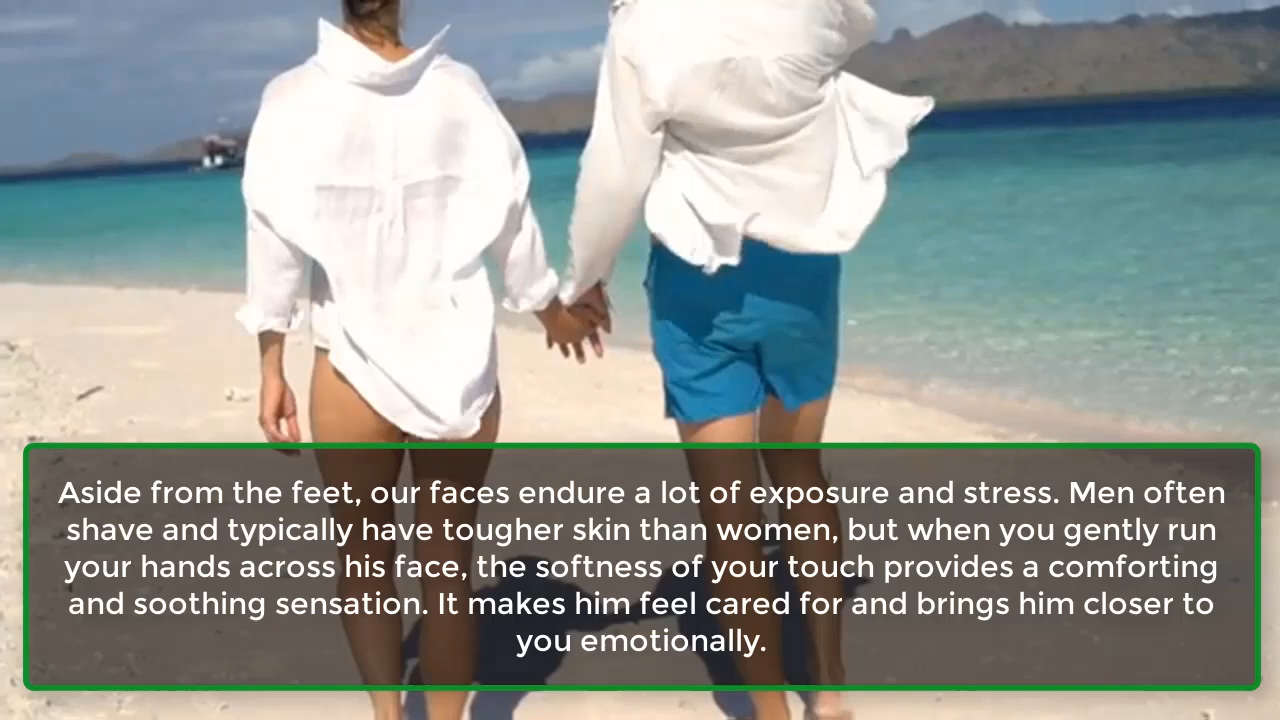 Aside from the feet, our faces endure a lot of exposure and stress. Men often
shave and typically have tougher skin than women, but when you gently run
your hands across his face, the softness of your touch provides a comforting
and soothing sensation. It makes him feel cared for and brings him closer to
you emotionally.